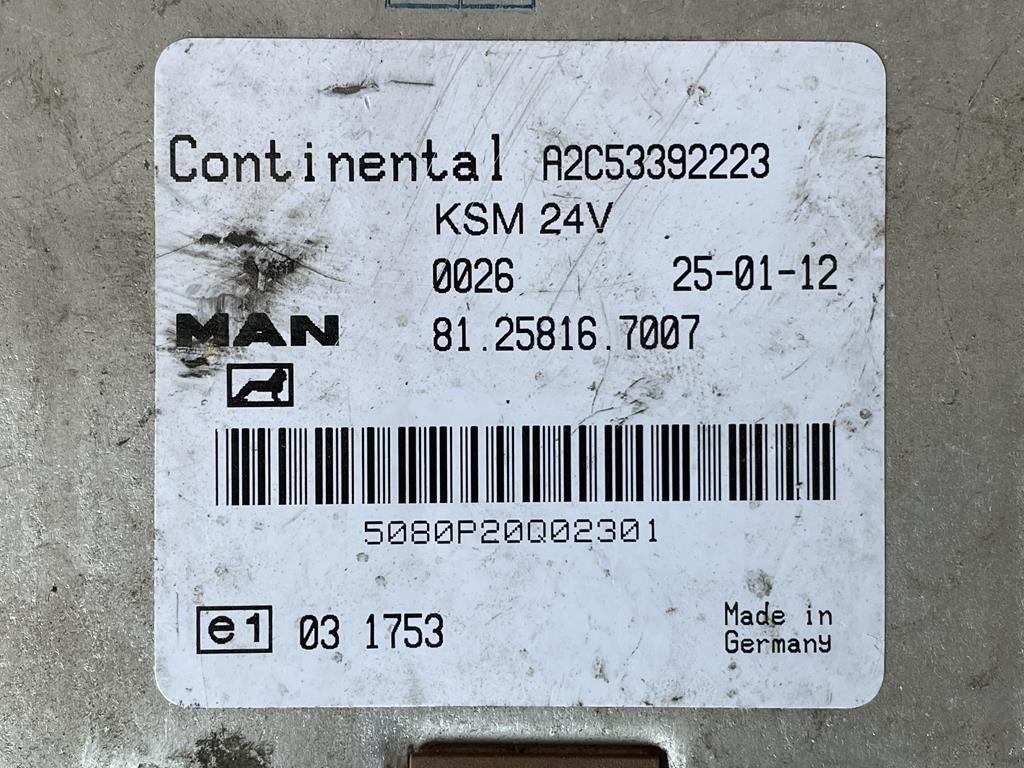 Continental A2C53392223
KSM 24V
0026 25-01-12
MAN 81.25816.7007
5080P20Q02301
e1 03 1753
Made in
Germany